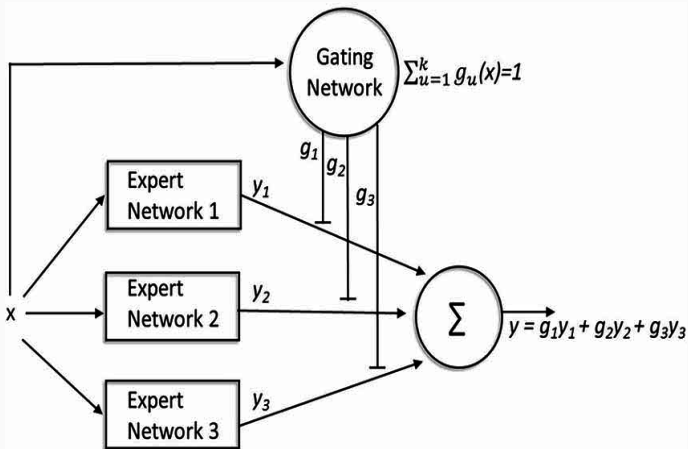 Gating
Network
∑ᵏᵤ₌₁ gᵤ(x)=1
g₁
g₂
g₃
Expert
Network 1
y₁
x
Expert
Network 2
y₂
∑
y = g₁y₁ + g₂y₂ + g₃y₃
Expert
Network 3
y₃